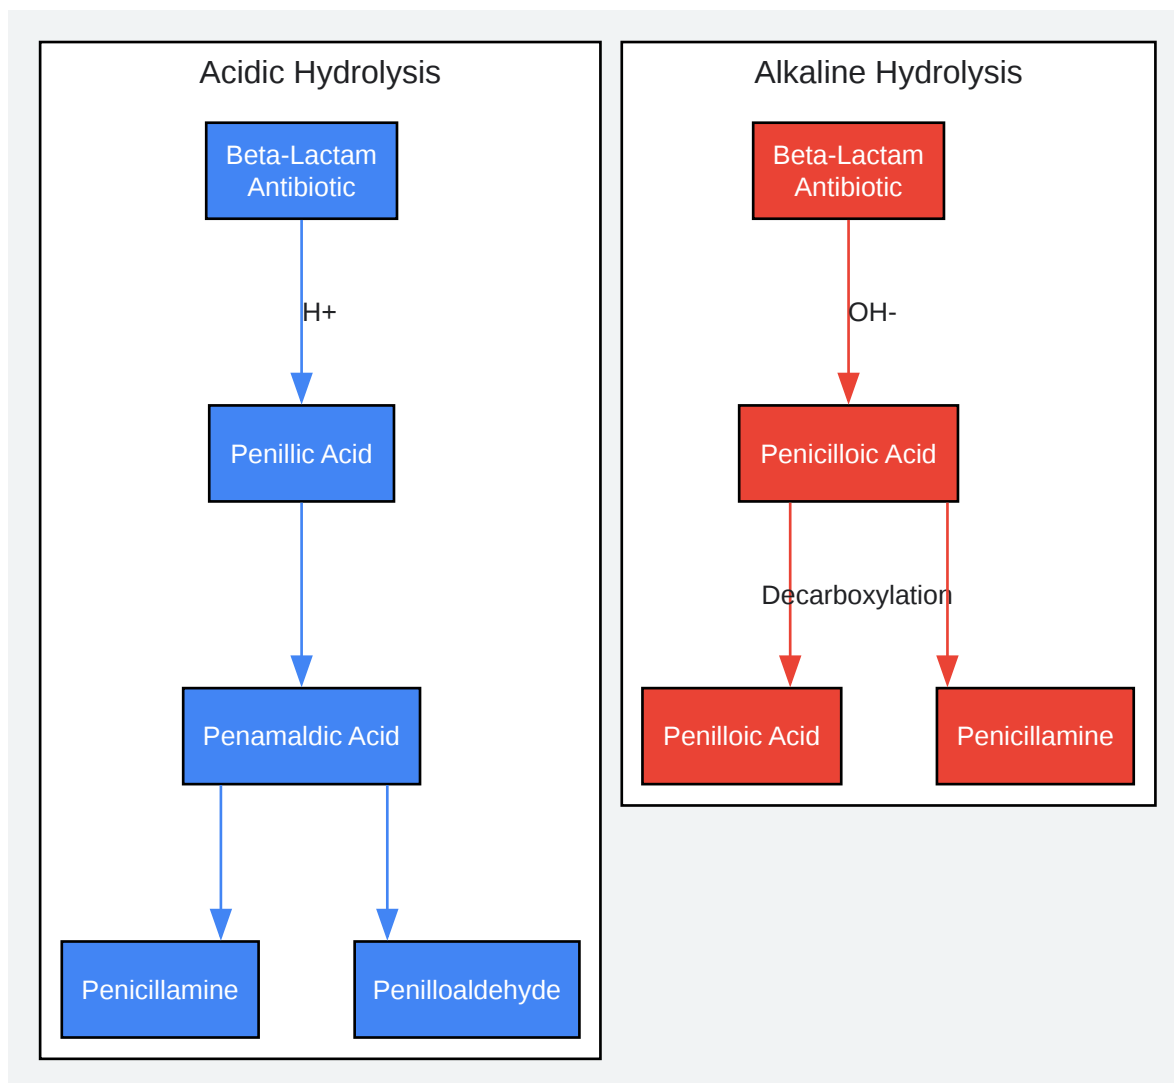 Acidic Hydrolysis
Beta-Lactam
Antibiotic
H+
Penillic Acid
Penamaldic Acid
Penicillamine
Penilloaldehyde
Alkaline Hydrolysis
Beta-Lactam
Antibiotic
OH-
Penicilloic Acid
Decarboxylation
Penilloic Acid
Penicillamine